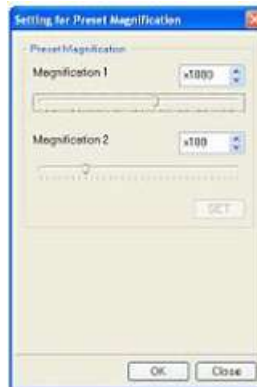 Setting for Preset Magnification
Preset Magnification
Magnification 1
x1000
Magnification 2
x100
SET
OK
Close